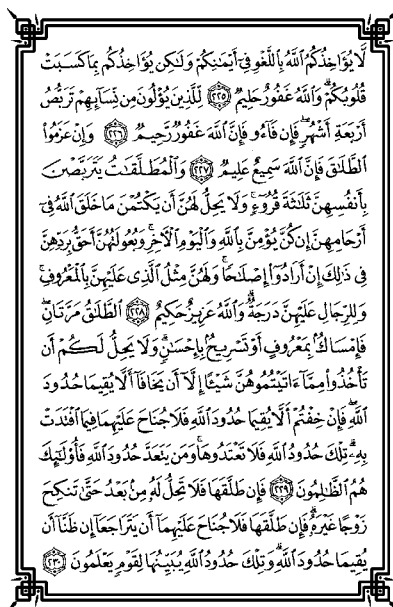 لَّا يُؤَاخِذُكُمُ ٱللَّهُ بِٱللَّغْوِ فِىٓ أَيْمَـٰنِكُمْ وَلَـٰكِن يُؤَاخِذُكُم بِمَا كَسَبَتْ
قُلُوبُكُمْ ۗ وَٱللَّهُ غَفُورٌ حَلِيمٌ ﴿٢٢٥﴾ لِّلَّذِينَ يُؤْلُونَ مِن نِّسَآئِهِمْ تَرَبُّصُ
أَرْبَعَةِ أَشْهُرٍ ۖ فَإِن فَآءُو فَإِنَّ ٱللَّهَ غَفُورٌ رَّحِيمٌ ﴿٢٢٦﴾ وَإِنْ عَزَمُوا۟
ٱلطَّلَـٰقَ فَإِنَّ ٱللَّهَ سَمِيعٌ عَلِيمٌ ﴿٢٢٧﴾ وَٱلْمُطَلَّقَـٰتُ يَتَرَبَّصْنَ
بِأَنفُسِهِنَّ ثَلَـٰثَةَ قُرُوٓءٍ ۚ وَلَا يَحِلُّ لَهُنَّ أَن يَكْتُمْنَ مَا خَلَقَ ٱللَّهُ فِىٓ
أَرْحَامِهِنَّ إِن كُنَّ يُؤْمِنَّ بِٱللَّهِ وَٱلْيَوْمِ ٱلْـَٔاخِرِ ۚ وَبُعُولَتُهُنَّ أَحَقُّ بِرَدِّهِنَّ
فِى ذَٰلِكَ إِنْ أَرَادُوٓا۟ إِصْلَـٰحًا ۚ وَلَهُنَّ مِثْلُ ٱلَّذِى عَلَيْهِنَّ بِٱلْمَعْرُوفِ ۚ
وَلِلرِّجَالِ عَلَيْهِنَّ دَرَجَةٌ ۗ وَٱللَّهُ عَزِيزٌ حَكِيمٌ ﴿٢٢٨﴾ ٱلطَّلَـٰقُ مَرَّتَانِ ۖ
فَإِمْسَاكٌۢ بِمَعْرُوفٍ أَوْ تَسْرِيحٌۢ بِإِحْسَـٰنٍ ۗ وَلَا يَحِلُّ لَكُمْ أَن
تَأْخُذُوا۟ مِمَّآ ءَاتَيْتُمُوهُنَّ شَيْـًٔا إِلَّآ أَن يَخَافَآ أَلَّا يُقِيمَا حُدُودَ
ٱللَّهِ ۖ فَإِنْ خِفْتُمْ أَلَّا يُقِيمَا حُدُودَ ٱللَّهِ فَلَا جُنَاحَ عَلَيْهِمَا فِيمَا ٱفْتَدَتْ
بِهِۦ ۗ تِلْكَ حُدُودُ ٱللَّهِ فَلَا تَعْتَدُوهَا ۚ وَمَن يَتَعَدَّ حُدُودَ ٱللَّهِ فَأُو۟لَـٰٓئِكَ
هُمُ ٱلظَّـٰلِمُونَ ﴿٢٢٩﴾ فَإِن طَلَّقَهَا فَلَا تَحِلُّ لَهُۥ مِنۢ بَعْدُ حَتَّىٰ تَنكِحَ
زَوْجًا غَيْرَهُۥ ۗ فَإِن طَلَّقَهَا فَلَا جُنَاحَ عَلَيْهِمَآ أَن يَتَرَاجَعَآ إِن ظَنَّآ أَن
يُقِيمَا حُدُودَ ٱللَّهِ ۗ وَتِلْكَ حُدُودُ ٱللَّهِ يُبَيِّنُهَا لِقَوْمٍ يَعْلَمُونَ ﴿٢٣٠﴾